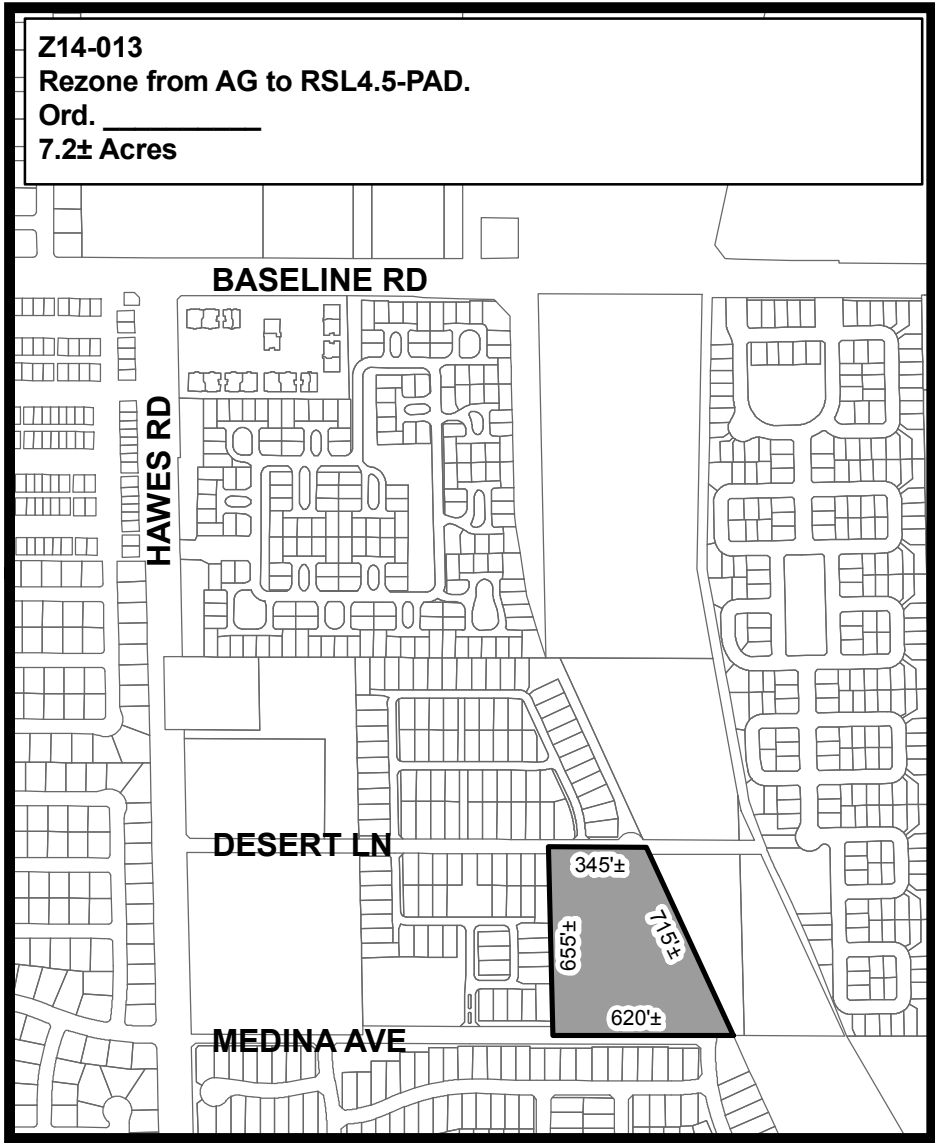 Z14-013
Rezone from AG to RSL4.5-PAD.
Ord. __________
7.2± Acres
BASELINE RD
HAWES RD
DESERT LN
345'±
655'±
715'±
620'±
MEDINA AVE